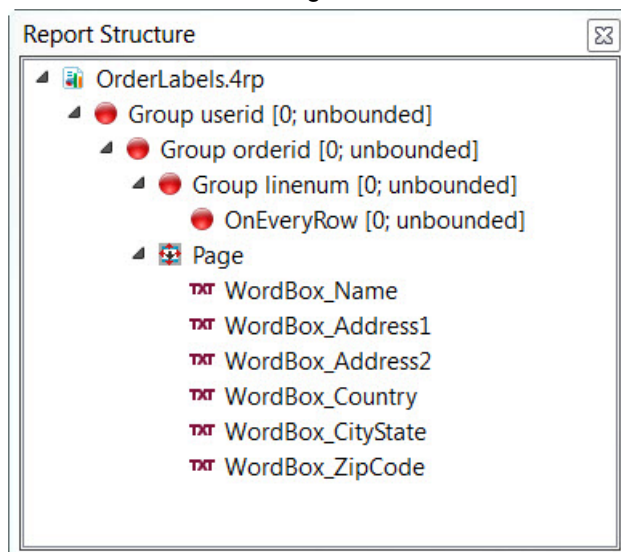 Report Structure
OrderLabels.4rp
Group userid [0; unbounded]
Group orderid [0; unbounded]
Group linenum [0; unbounded]
OnEveryRow [0; unbounded]
Page
TXT WordBox_Name
TXT WordBox_Address1
TXT WordBox_Address2
TXT WordBox_Country
TXT WordBox_CityState
TXT WordBox_ZipCode